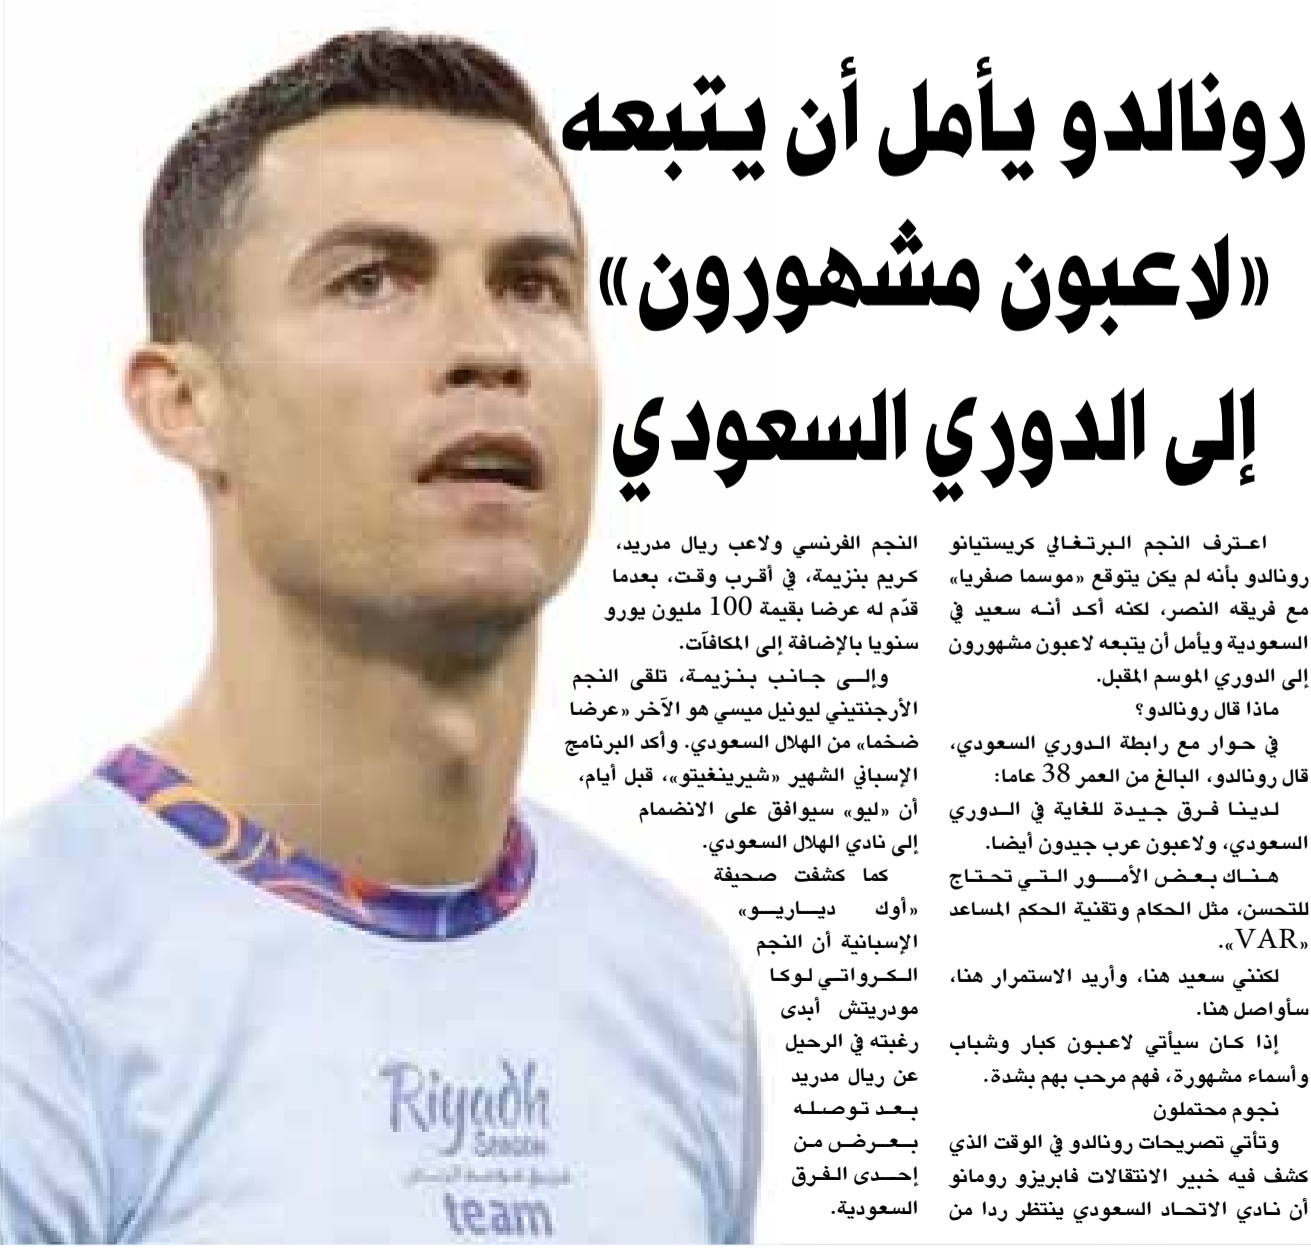 رونالدو يأمل أن يتبعه
«لاعبون مشهورون»
إلى الدوري السعودي
اعترف النجم البرتغالي كريستيانو
رونالدو بأنه لم يكن يتوقع «موسما صفريا»
مع فريقه النصر، لكنه أكد أنه سعيد في
السعودية ويأمل أن يتبعه لاعبون مشهورون
إلى الدوري الموسم المقبل.
ماذا قال رونالدو؟
في حوار مع رابطة الدوري السعودي،
قال رونالدو، البالغ من العمر 38 عاما:
لدينا فرق جيدة للغاية في الدوري
السعودي، ولاعبون عرب جيدون أيضا.
هناك بعض الأمور التي تحتاج
للتحسن، مثل الحكام وتقنية الحكم المساعد
«VAR».
لكنني سعيد هنا، وأريد الاستمرار هنا،
سأواصل هنا.
إذا كان سيأتي لاعبون كبار وشباب
وأسماء مشهورة، فهم مرحب بهم بشدة.
نجوم محتملون
وتأتي تصريحات رونالدو في الوقت الذي
كشف فيه خبير الانتقالات فابريزو رومانو
أن نادي الاتحاد السعودي ينتظر ردا من
النجم الفرنسي ولاعب ريال مدريد،
كريم بنزيمة، في أقرب وقت، بعدما
قدّم له عرضا بقيمة 100 مليون يورو
سنويا بالإضافة إلى المكافآت.
وإلى جانب بنزيمة، تلقى النجم
الأرجنتيني ليونيل ميسي هو الآخر «عرضا
ضخما» من الهلال السعودي. وأكد البرنامج
الإسباني الشهير «شيرينغيتو»، قبل أيام،
أن «ليو» سيوافق على الانضمام
إلى نادي الهلال السعودي.
كما كشفت صحيفة
«أوك دياريو»
الإسبانية أن النجم
الكرواتي لوكا
مودريتش أبدى
رغبته في الرحيل
عن ريال مدريد
بعد توصله
بعرض من
إحدى الفرق
السعودية.
Riyadh
Season
team